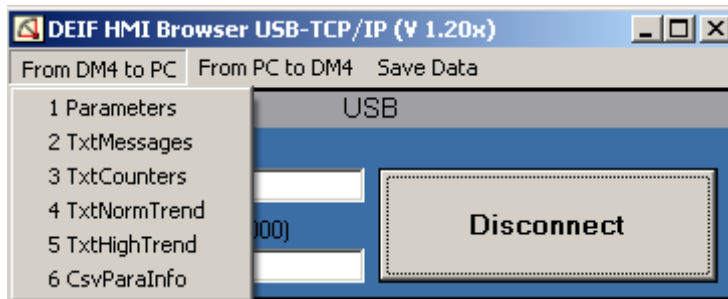 DEIF HMI Browser USB-TCP/IP (V 1.20x)
From DM4 to PC From PC to DM4 Save Data
1 Parameters
USB
2 TxtMessages
3 TxtCounters
4 TxtNormTrend
000)
Disconnect
5 TxtHighTrend
6 CsvParaInfo